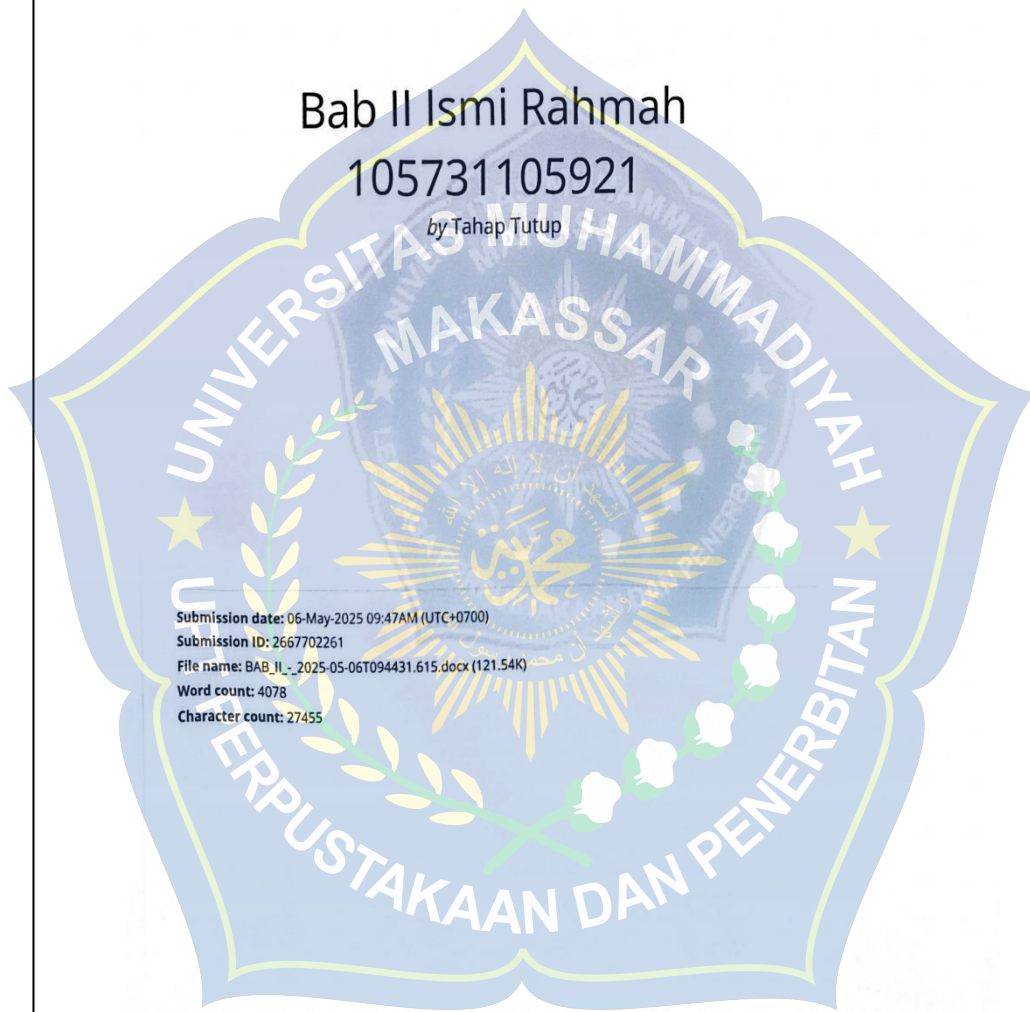 Bab II Ismi Rahmah
105731105921
by Tahap Tutup
UNIVERSITAS MUHAMMADIYAH
MAKASSAR
محمد
Submission date: 06-May-2025 09:47AM (UTC+0700)
Submission ID: 2667702261
File name: BAB_II_-_2025-05-06T094431.615.docx (121.54K)
Word count: 4078
Character count: 27455
UPT PERPUSTAKAAN DAN PENERBITAN